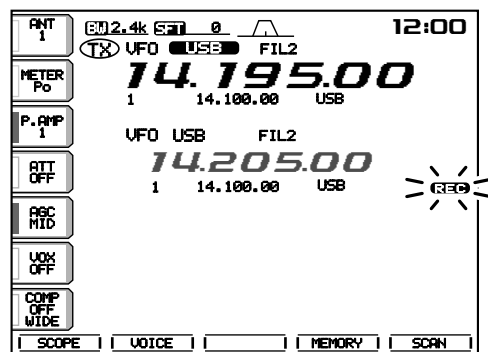 ANT 1
BW 2.4k SFT 0 12:00
TX VFO USB FIL2
METER Po
14.195.00
1 14.100.00 USB
P.AMP 1
VFO USB FIL2
ATT OFF
14.205.00
1 14.100.00 USB
REC
AGC MID
VOX OFF
COMP OFF WIDE
SCOPE VOICE MEMORY SCAN